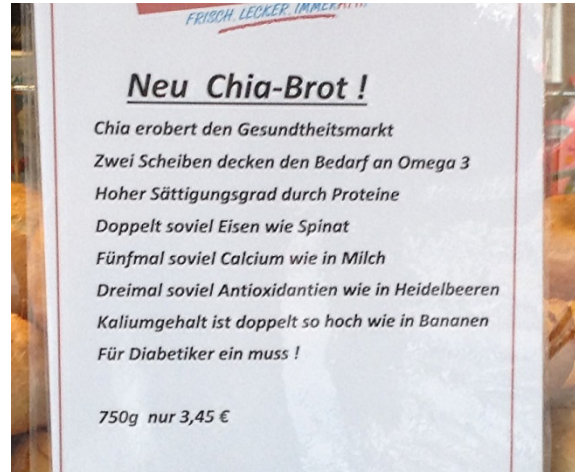 FRISCH. LECKER. IMMER
Neu Chia-Brot !
Chia erobert den Gesundtheitsmarkt
Zwei Scheiben decken den Bedarf an Omega 3
Hoher Sättigungsgrad durch Proteine
Doppelt soviel Eisen wie Spinat
Fünfmal soviel Calcium wie in Milch
Dreimal soviel Antioxidantien wie in Heidelbeeren
Kaliumgehalt ist doppelt so hoch wie in Bananen
Für Diabetiker ein muss !
750g nur 3,45 €